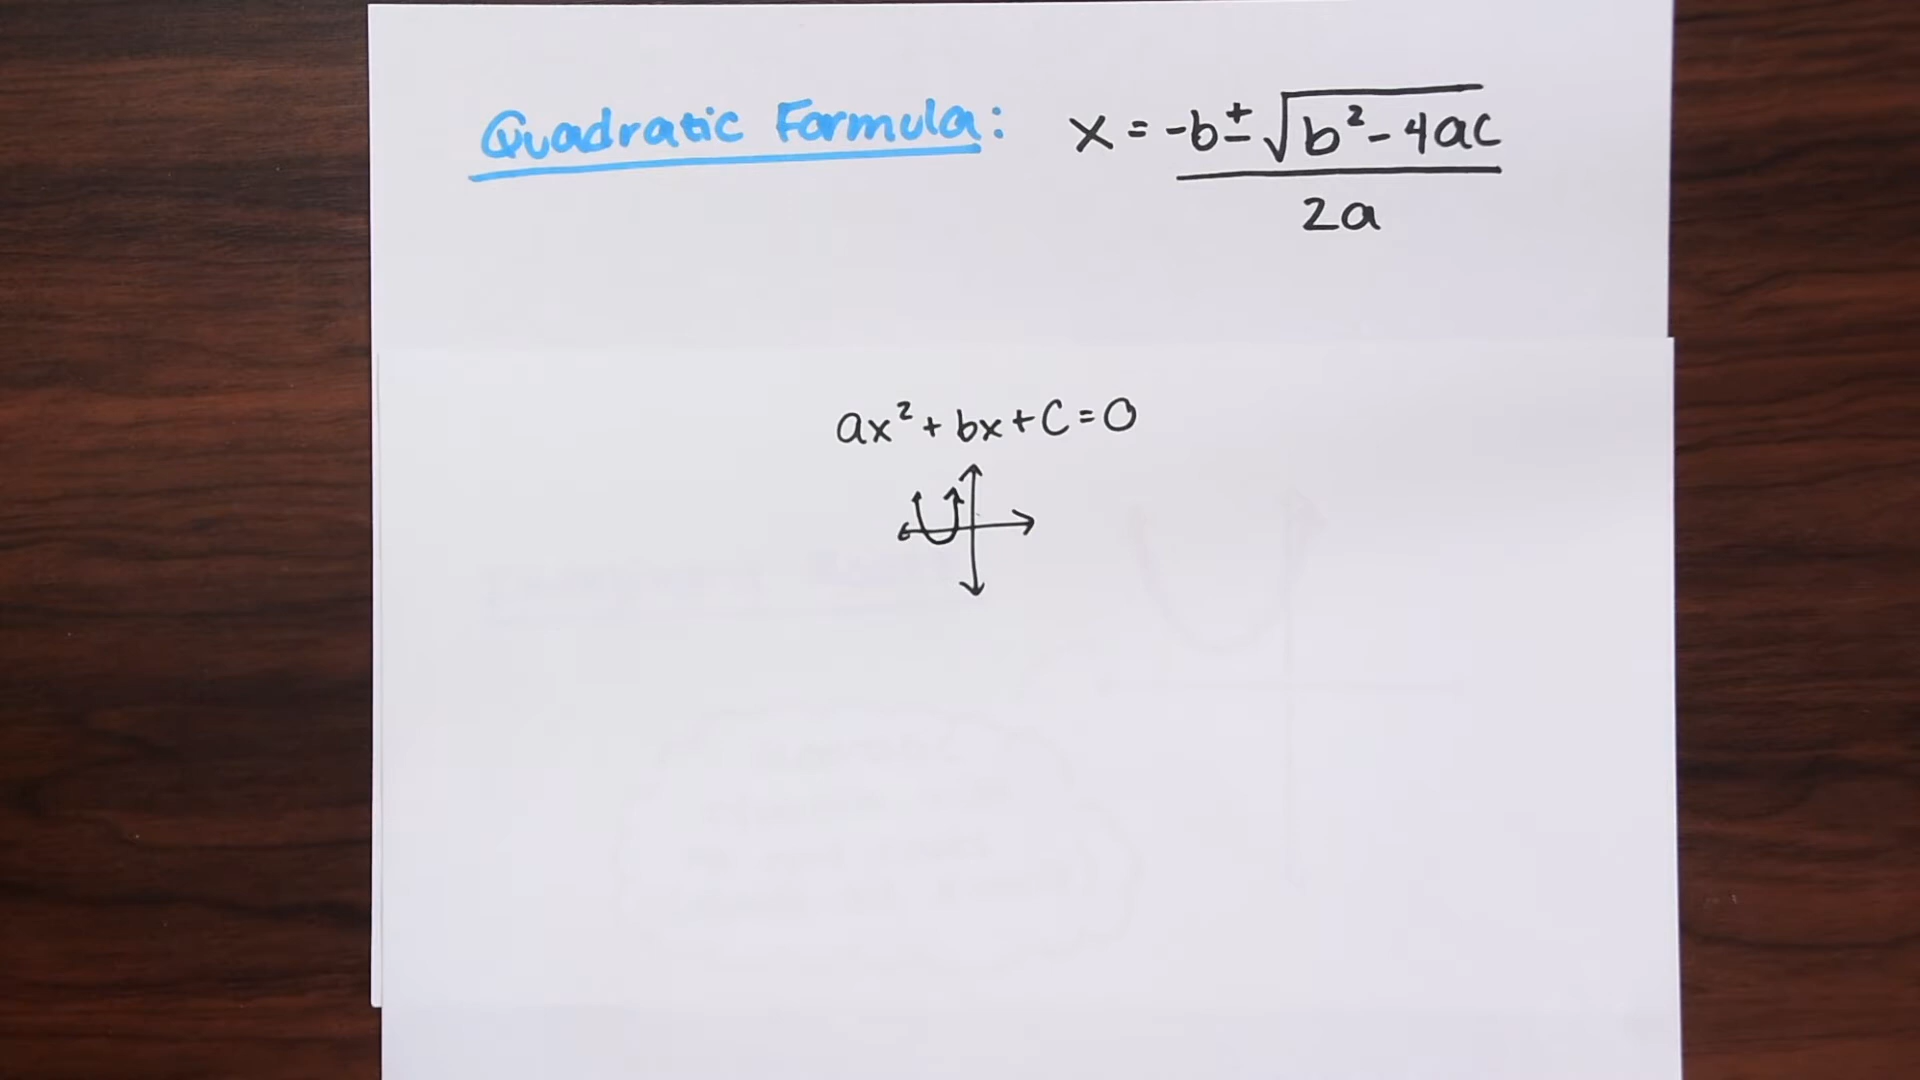 Quadratic Formula: x = -b ± √(b² - 4ac) / 2a
ax² + bx + c = 0